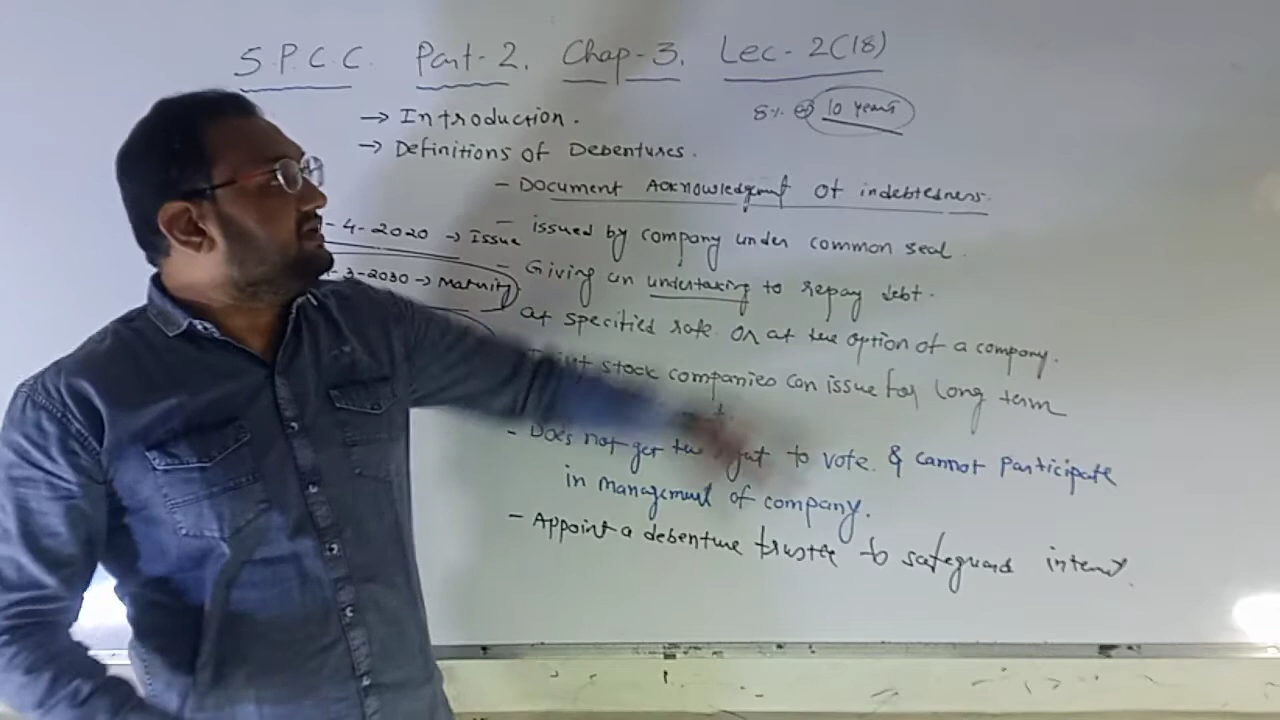 S.P.C.C. Part-2. Chap-3. Lec-2(18)
8% 10 years
→ Introduction.
→ Definitions of Debentures.
- Document Acknowledgment of indebtedness.
-4-2020 → Issue
- issued by company under common seal.
-3-2030 → Maturity
- Giving an undertaking to repay debt.
- at specified rate or at the option of a company.
stock companies can issue for long term
- Does not get the right to vote & cannot participate
in management of company.
- Appoint a debenture trustee to safeguard interest.